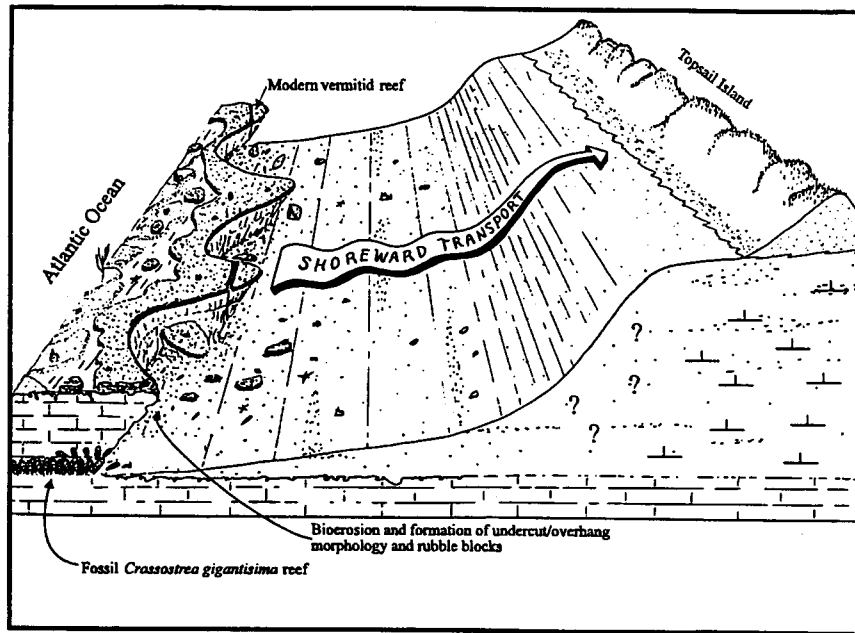 Modern vermitid reef
Topsail Island
Atlantic Ocean
SHOREWARD TRANSPORT
?
?
?
?
Bioerosion and formation of undercut/overhang
morphology and rubble blocks
Fossil Crassostrea gigantisima reef